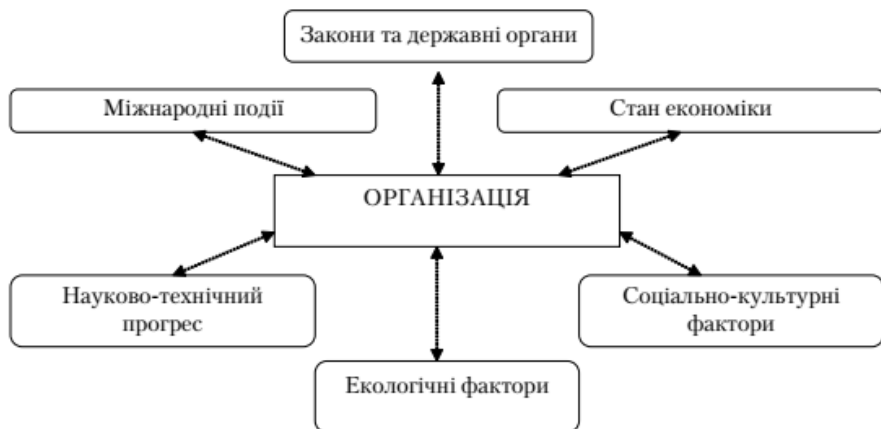 Закони та державні органи
Міжнародні події
Стан економіки
ОРГАНІЗАЦІЯ
Науково-технічний
прогрес
Соціально-культурні
фактори
Екологічні фактори